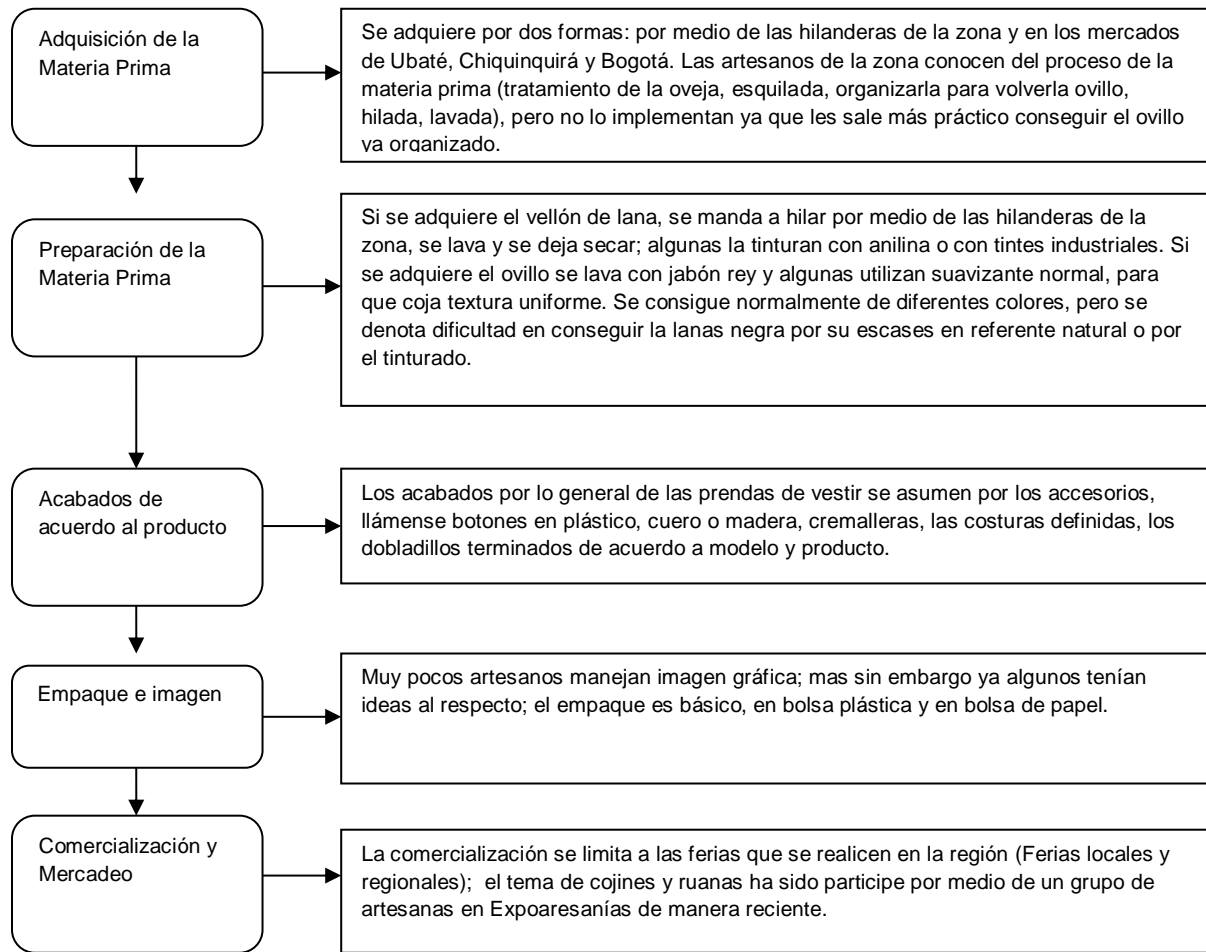 Adquisición de la
Materia Prima
Se adquiere por dos formas: por medio de las hilanderas de la zona y en los mercados
de Ubaté, Chiquinquirá y Bogotá. Las artesanos de la zona conocen del proceso de la
materia prima (tratamiento de la oveja, esquilada, organizarla para volverla ovillo,
hilada, lavada), pero no lo implementan ya que les sale más práctico conseguir el ovillo
ya organizado.
Preparación de la
Materia Prima
Si se adquiere el vellón de lana, se manda a hilar por medio de las hilanderas de la
zona, se lava y se deja secar; algunas la tinturan con anilina o con tintes industriales. Si
se adquiere el ovillo se lava con jabón rey y algunas utilizan suavizante normal, para
que coja textura uniforme. Se consigue normalmente de diferentes colores, pero se
denota dificultad en conseguir la lanas negra por su escases en referente natural o por
el tinturado.
Acabados de
acuerdo al producto
Los acabados por lo general de las prendas de vestir se asumen por los accesorios,
llámense botones en plástico, cuero o madera, cremalleras, las costuras definidas, los
dobladillos terminados de acuerdo a modelo y producto.
Empaque e imagen
Muy pocos artesanos manejan imagen gráfica; mas sin embargo ya algunos tenían
ideas al respecto; el empaque es básico, en bolsa plástica y en bolsa de papel.
Comercialización y
Mercadeo
La comercialización se limita a las ferias que se realicen en la región (Ferias locales y
regionales);  el tema de cojines y ruanas ha sido participe por medio de un grupo de
artesanas en Expoaresanías de manera reciente.